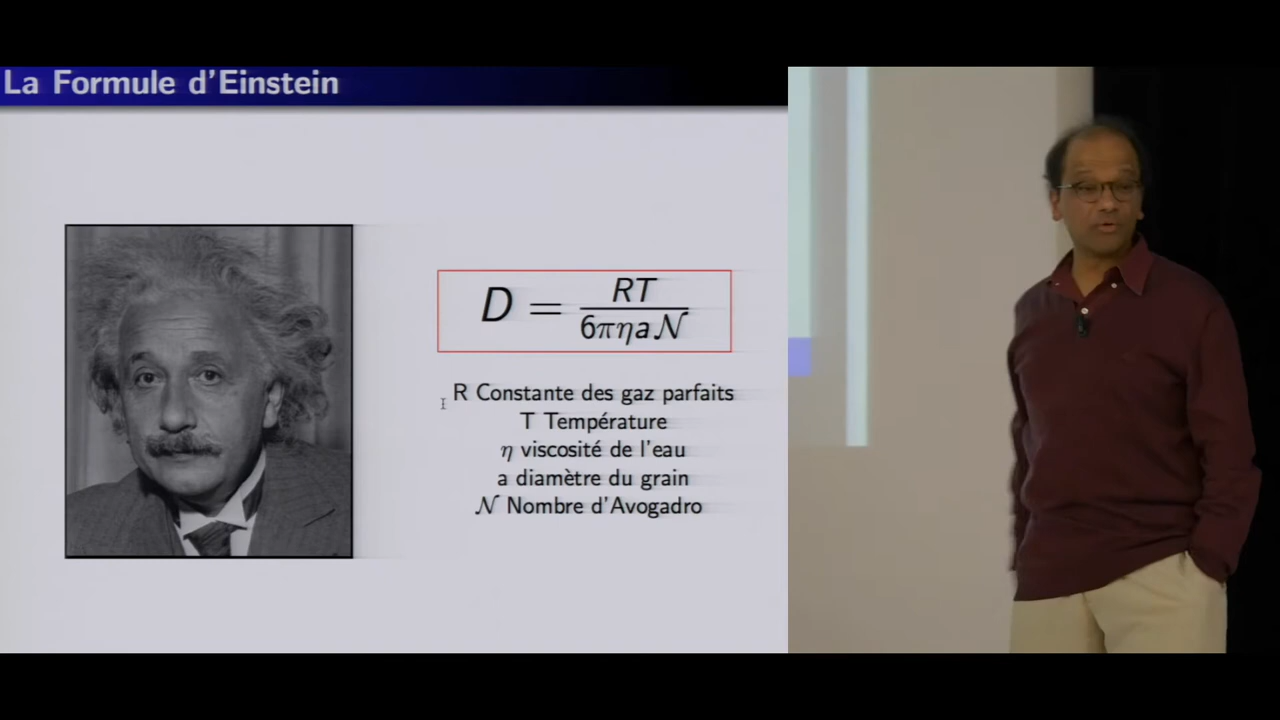 La Formule d'Einstein
D = RT / 6πηa𝒩
R Constante des gaz parfaits
T Température
η viscosité de l'eau
a diamètre du grain
𝒩 Nombre d'Avogadro